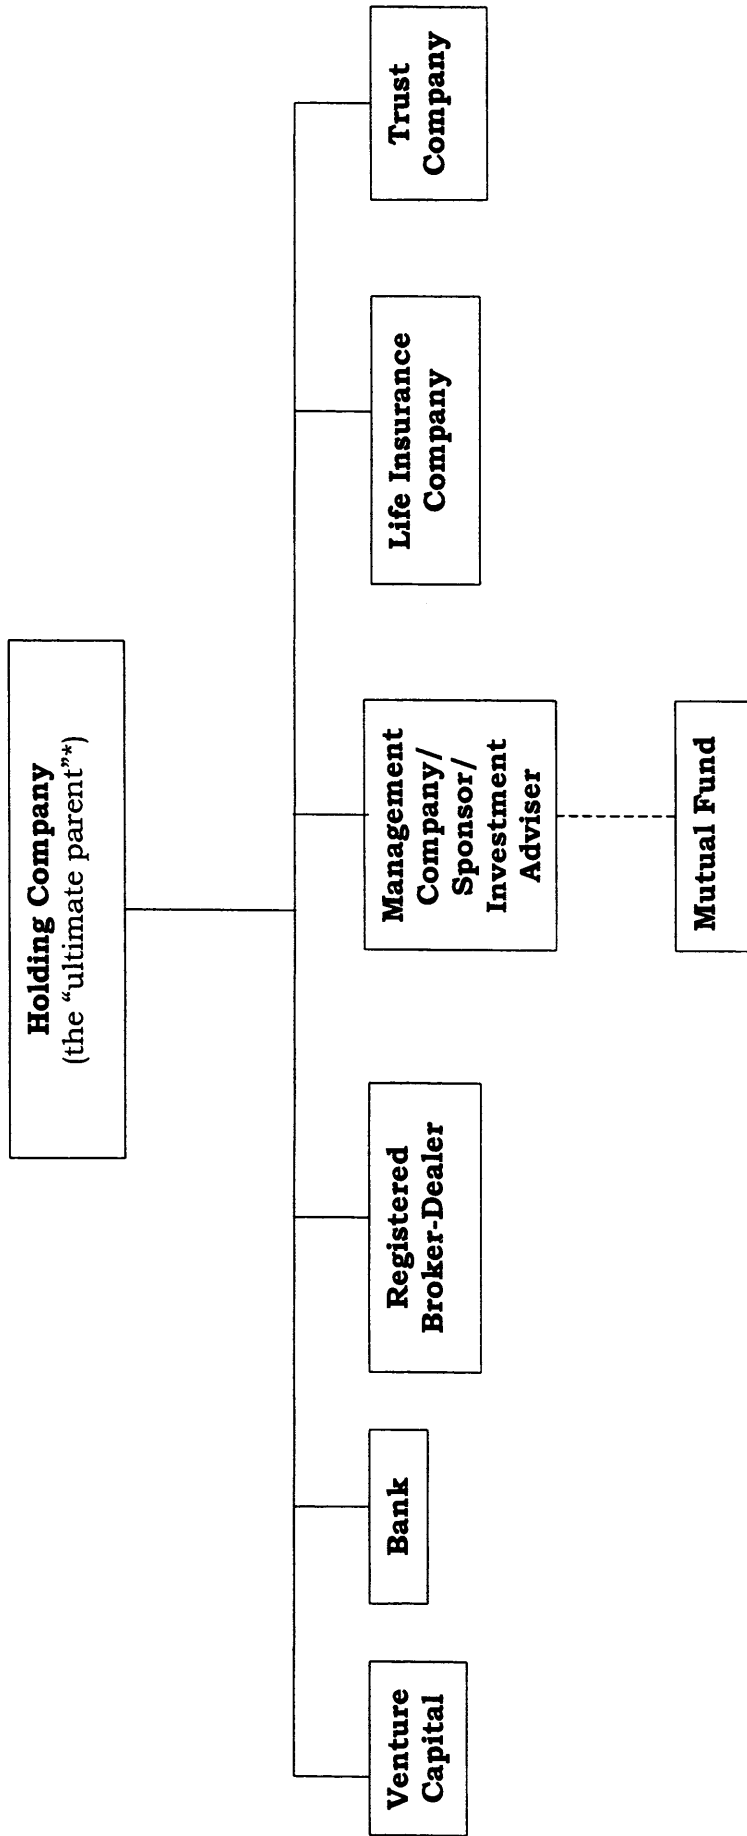 Holding Company
(the “ultimate parent”*)
Venture
Capital
Bank
Registered
Broker-Dealer
Management
Company/
Sponsor/
Investment
Adviser
Life Insurance
Company
Trust
Company
Mutual Fund